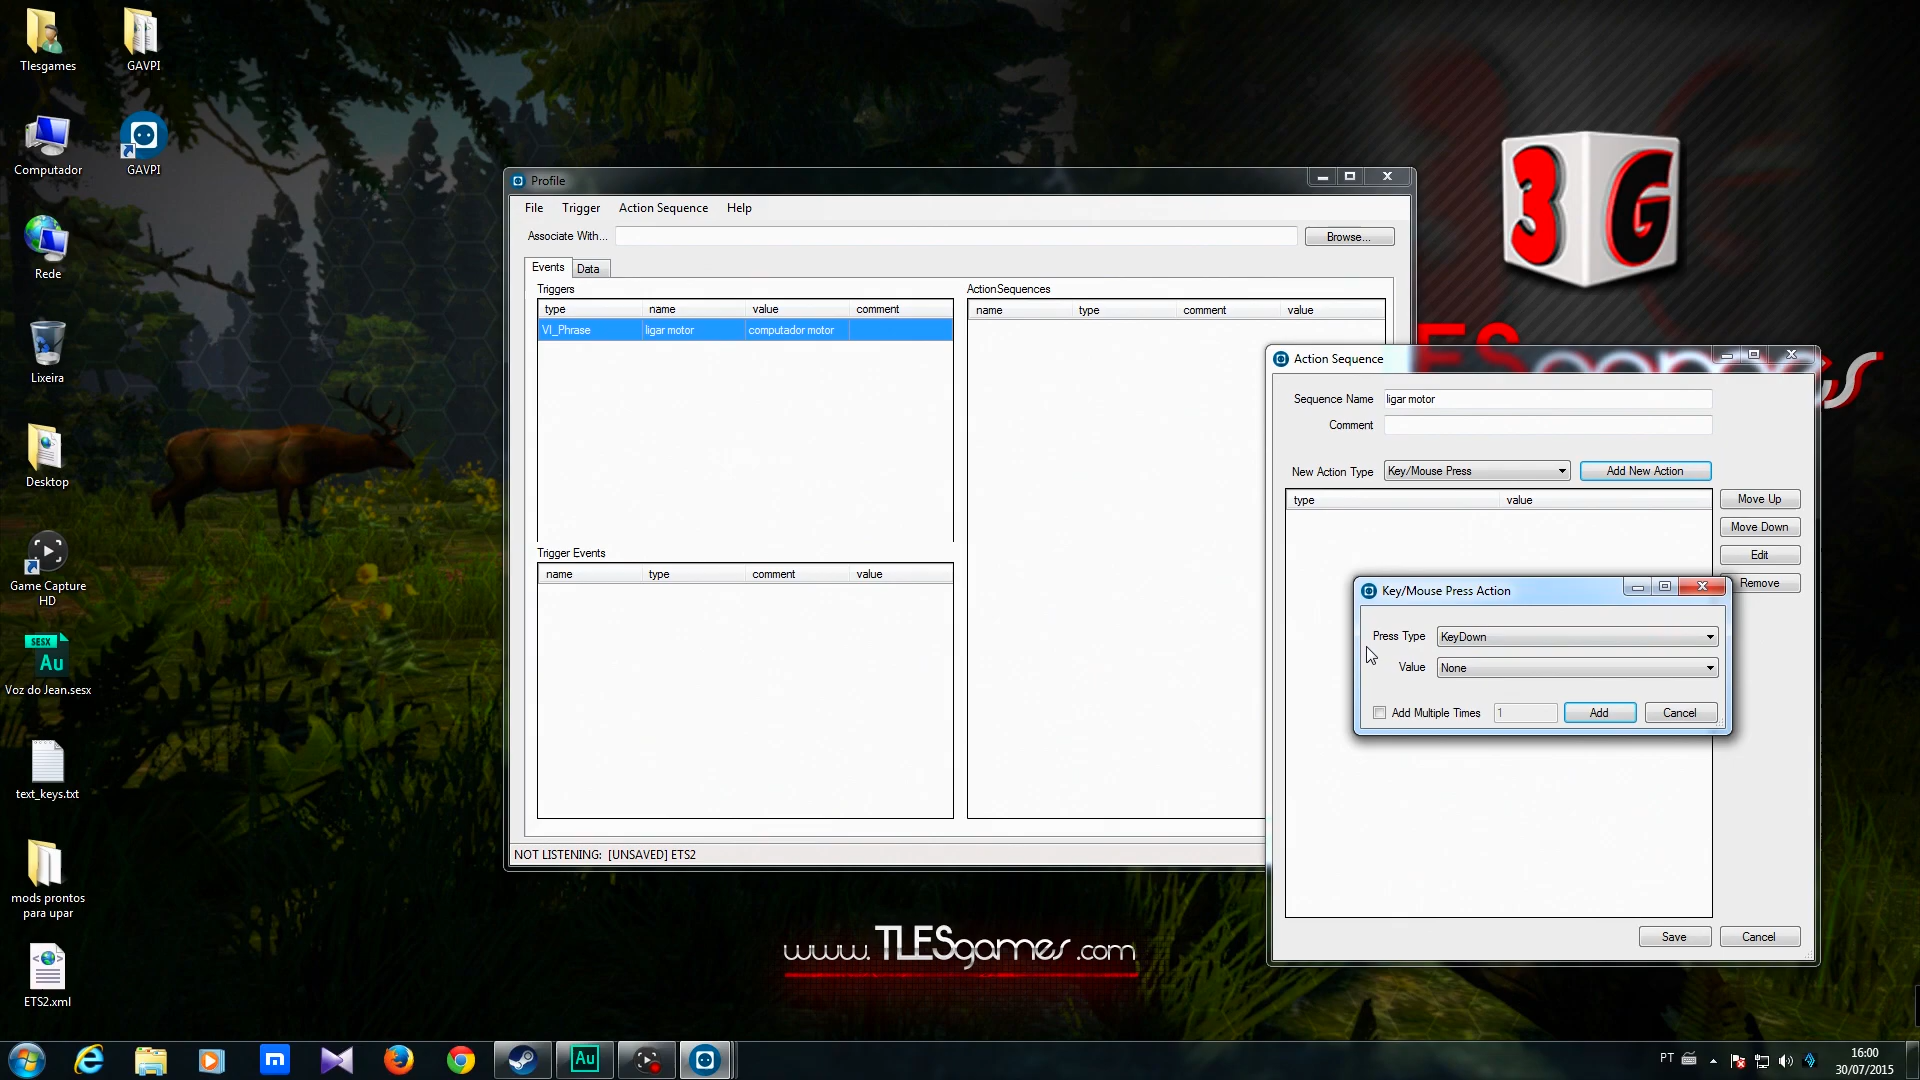 Tlesgames
GAVPI
Computador
GAVPI
Rede
Lixeira
Desktop
Game Capture
HD
SESX
Au
Voz do Jean.sesx
text_keys.txt
mods prontos
para upar
ETS2.xml
3G
Profile
File Trigger Action Sequence Help
Associate With... Browse...
Events Data
Triggers
type name value comment
VI_Phrase ligar motor computador motor
Trigger Events
name type comment value
ActionSequences
name type comment value
NOT LISTENING: [UNSAVED] ETS2
Action Sequence
Sequence Name ligar motor
Comment
New Action Type Key/Mouse Press Add New Action
type value
Move Up
Move Down
Edit
Remove
Key/Mouse Press Action
Press Type KeyDown
Value None
Add Multiple Times 1 Add Cancel
Save Cancel
www.TLESgames.com
Au
PT
16:00
30/07/2015